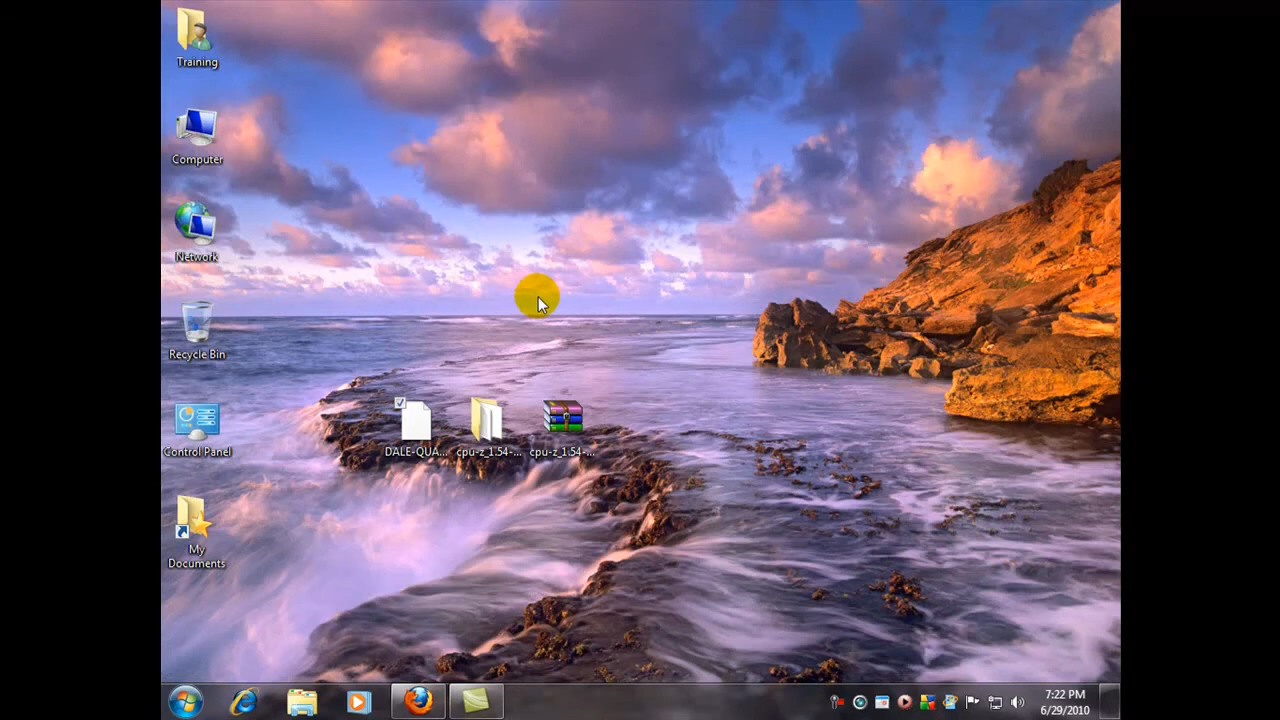 Training
Computer
Network
Recycle Bin
Control Panel
My
Documents
DALE-QUA...
cpu-z_1.54-...
cpu-z_1.54-...
7:22 PM
6/29/2010